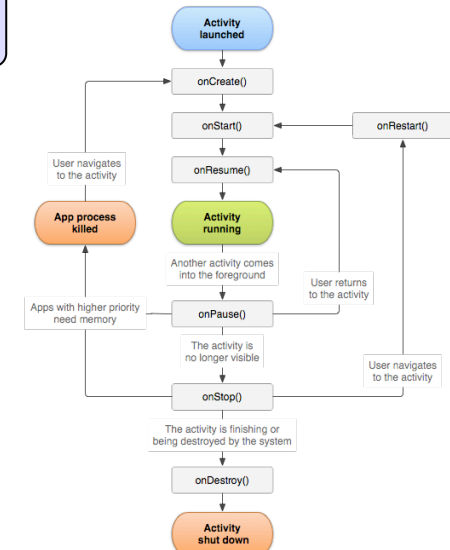 Activity
launched
onCreate()
onStart()
onRestart()
User navigates
to the activity
onResume()
App process
killed
Activity
running
Another activity comes
into the foreground
User returns
to the activity
Apps with higher priority
need memory
onPause()
The activity is
no longer visible
User navigates
to the activity
onStop()
The activity is finishing or
being destroyed by the system
onDestroy()
Activity
shut down